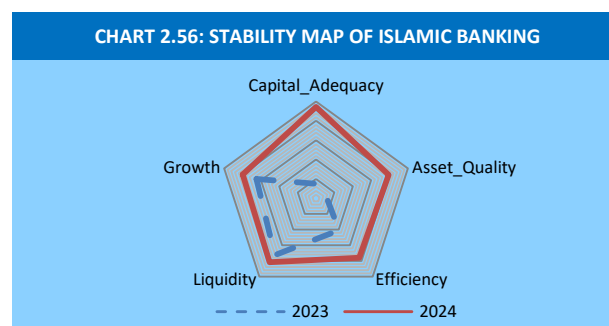 CHART 2.56: STABILITY MAP OF ISLAMIC BANKING
Capital_Adequacy
Growth
Asset_Quality
Liquidity
Efficiency
2023
2024